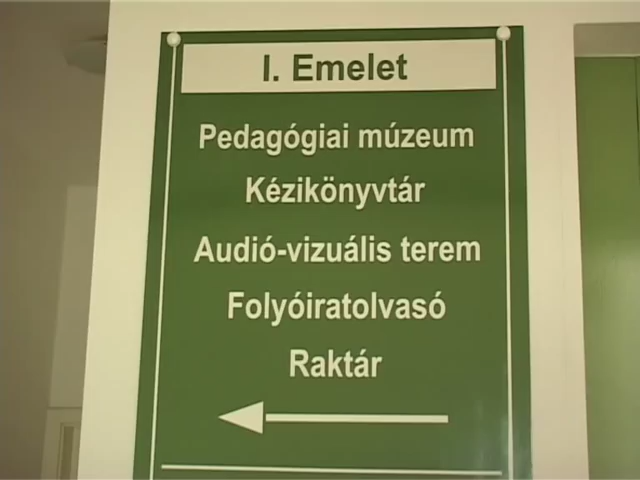 I. Emelet
Pedagógiai múzeum
Kézikönyvtár
Audió-vizuális terem
Folyóiratolvasó
Raktár